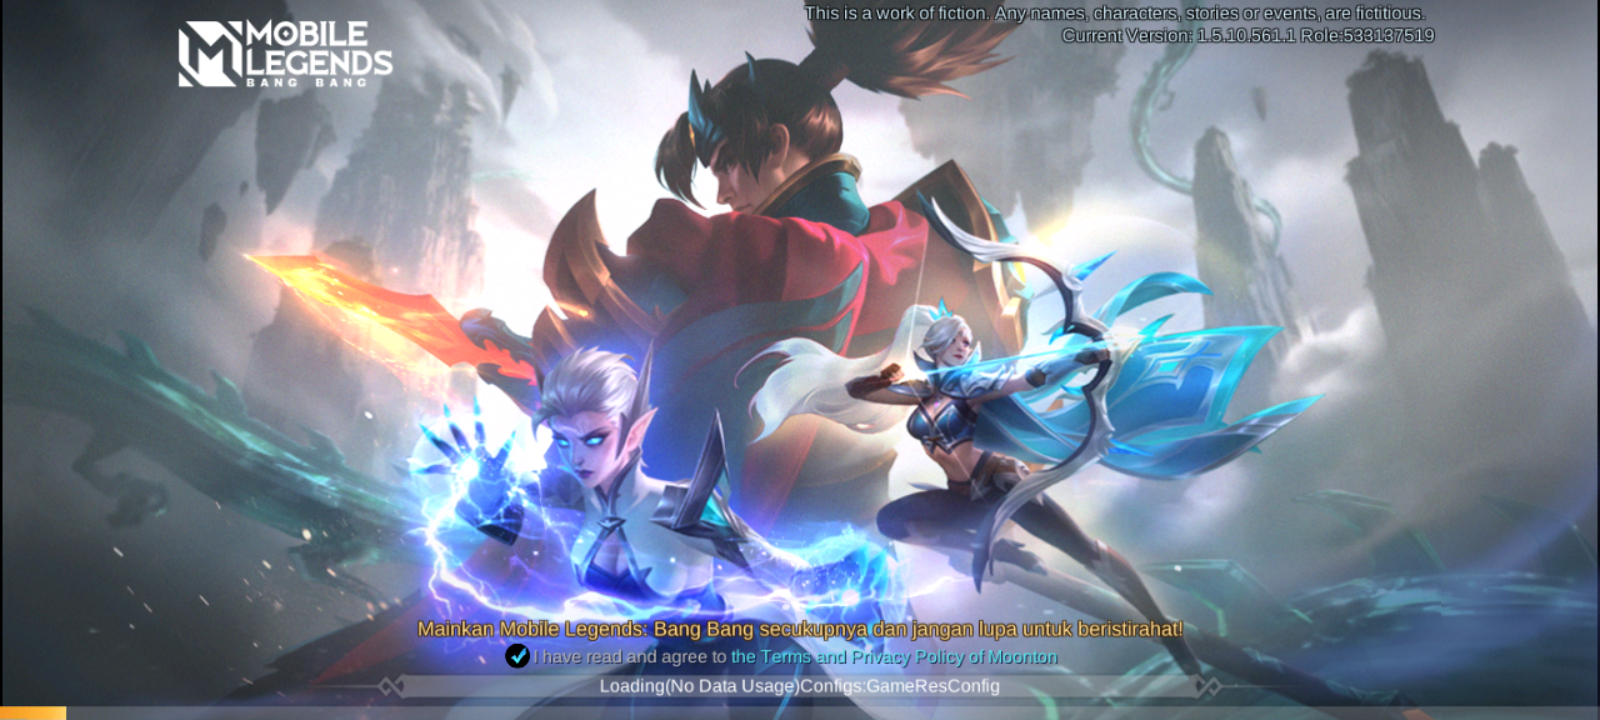 MOBILE
LEGENDS
BANG BANG
This is a work of fiction. Any names, characters, stories or events, are fictitious.
Current Version: 1.5.10.561.1 Role:533137519
Mainkan Mobile Legends: Bang Bang secukupnya dan jangan lupa untuk beristirahat!
I have read and agree to the Terms and Privacy Policy of Moonton
Loading(No Data Usage)Configs:GameResConfig